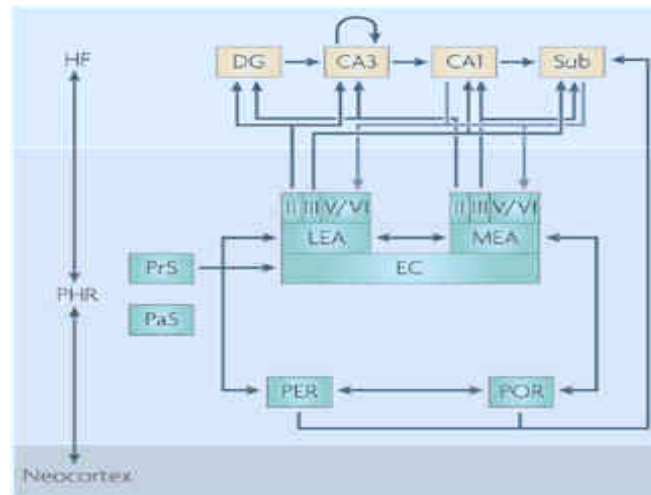 HF
DG CA3 CA1 Sub
II III V/VI II III V/VI
LEA MEA
EC
PrS
PHR
PaS
PER POR
Neocortex